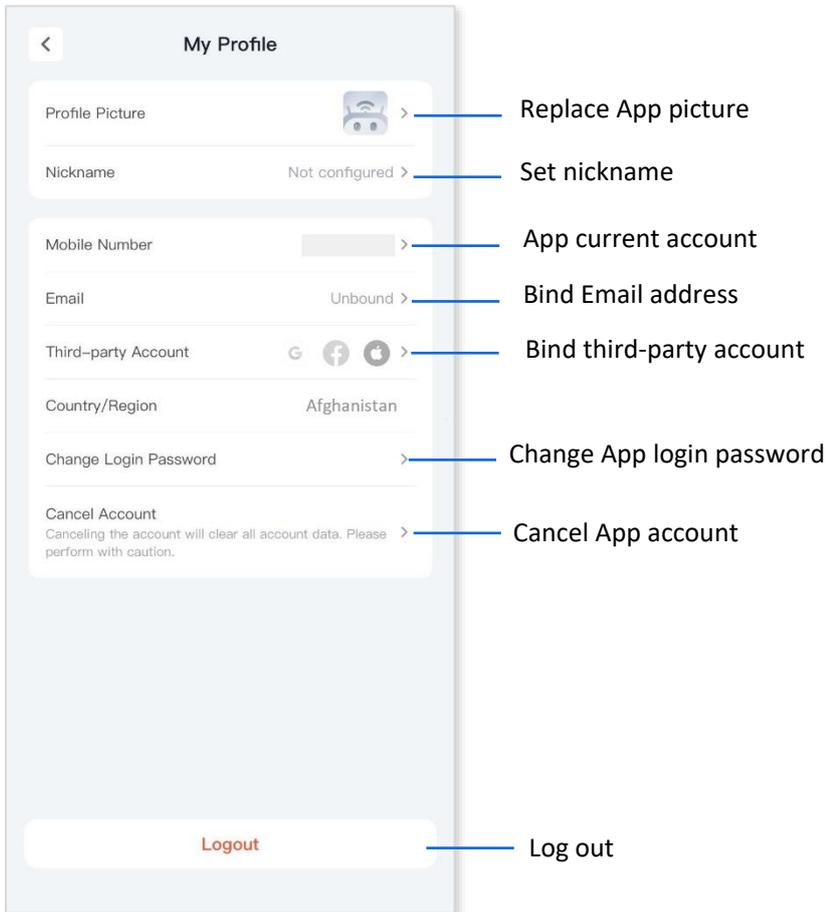 My Profile
Profile Picture
Replace App picture
Nickname
Not configured
Set nickname
Mobile Number
App current account
Email
Unbound
Bind Email address
Third-party Account
G
Bind third-party account
Country/Region
Afghanistan
Change Login Password
Change App login password
Cancel Account
Canceling the account will clear all account data. Please
perform with caution.
Cancel App account
Logout
Log out